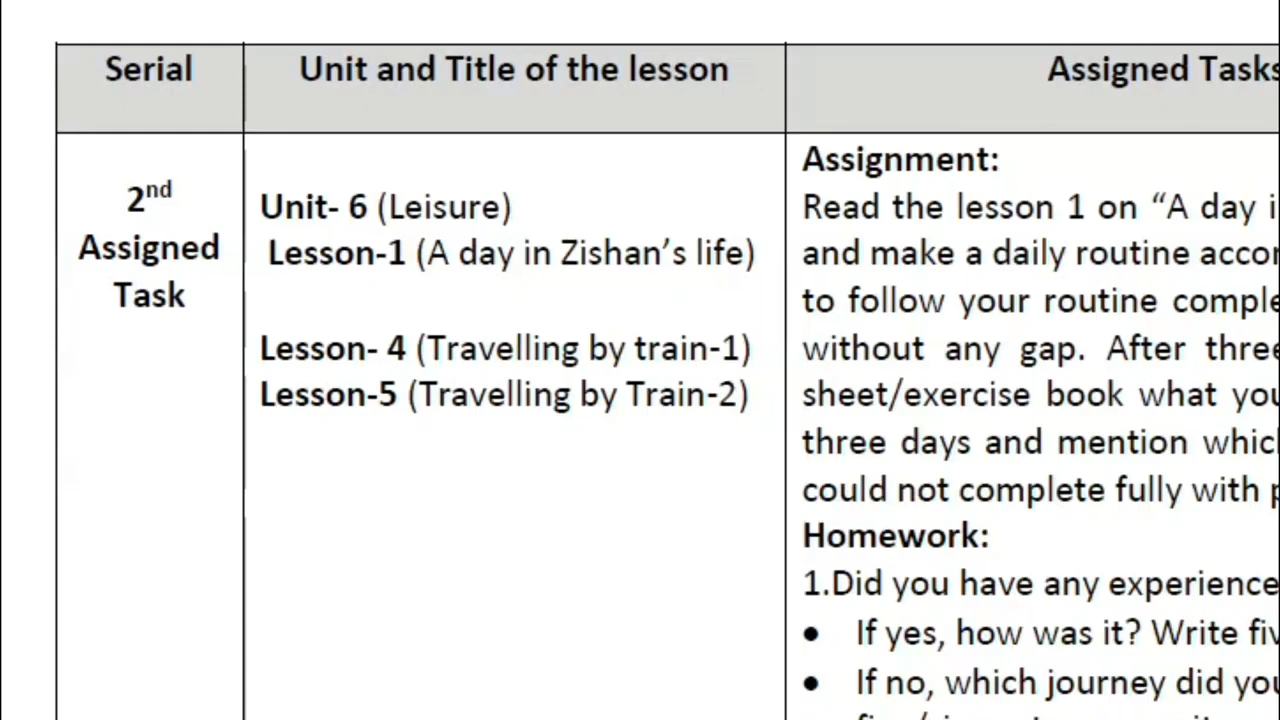 Serial
Unit and Title of the lesson
Assigned Tasks
2nd
Assigned
Task
Unit- 6 (Leisure)
Lesson-1 (A day in Zishan’s life)
Lesson- 4 (Travelling by train-1)
Lesson-5 (Travelling by Train-2)
Assignment:
Read the lesson 1 on “A day i
and make a daily routine accor
to follow your routine comple
without any gap. After three
sheet/exercise book what you
three days and mention which
could not complete fully with
Homework:
1.Did you have any experience
• If yes, how was it? Write fiv
• If no, which journey did you